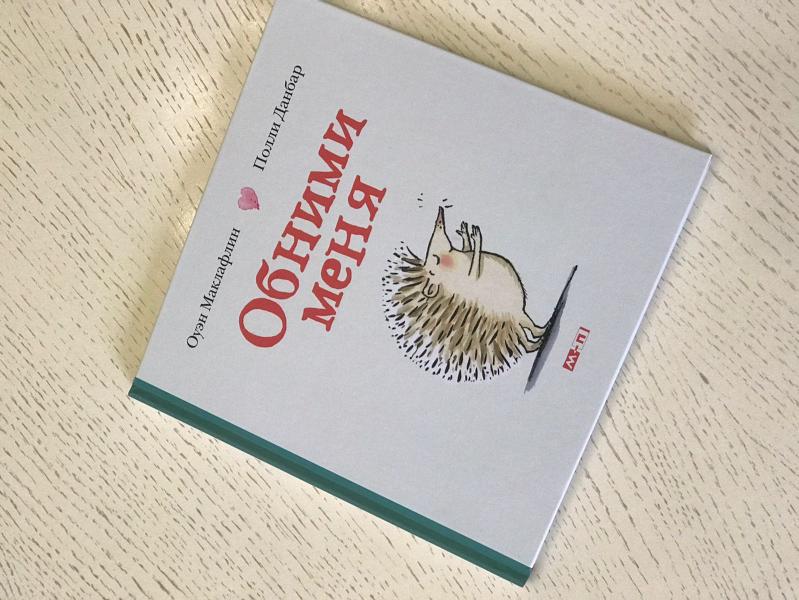 Оуэн Маклафлин Полли Данбар
Обними
меня